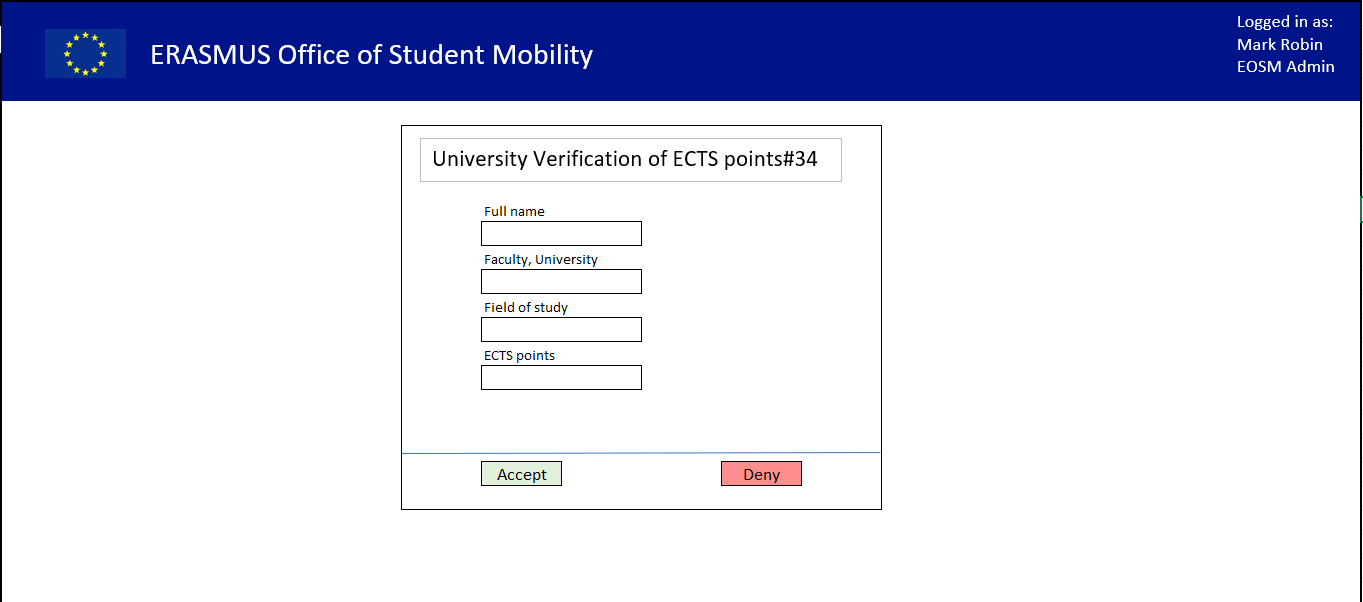 ERASMUS Office of Student Mobility
Logged in as:
Mark Robin
EOSM Admin
University Verification of ECTS points#34
Full name
Faculty, University
Field of study
ECTS points
Accept
Deny